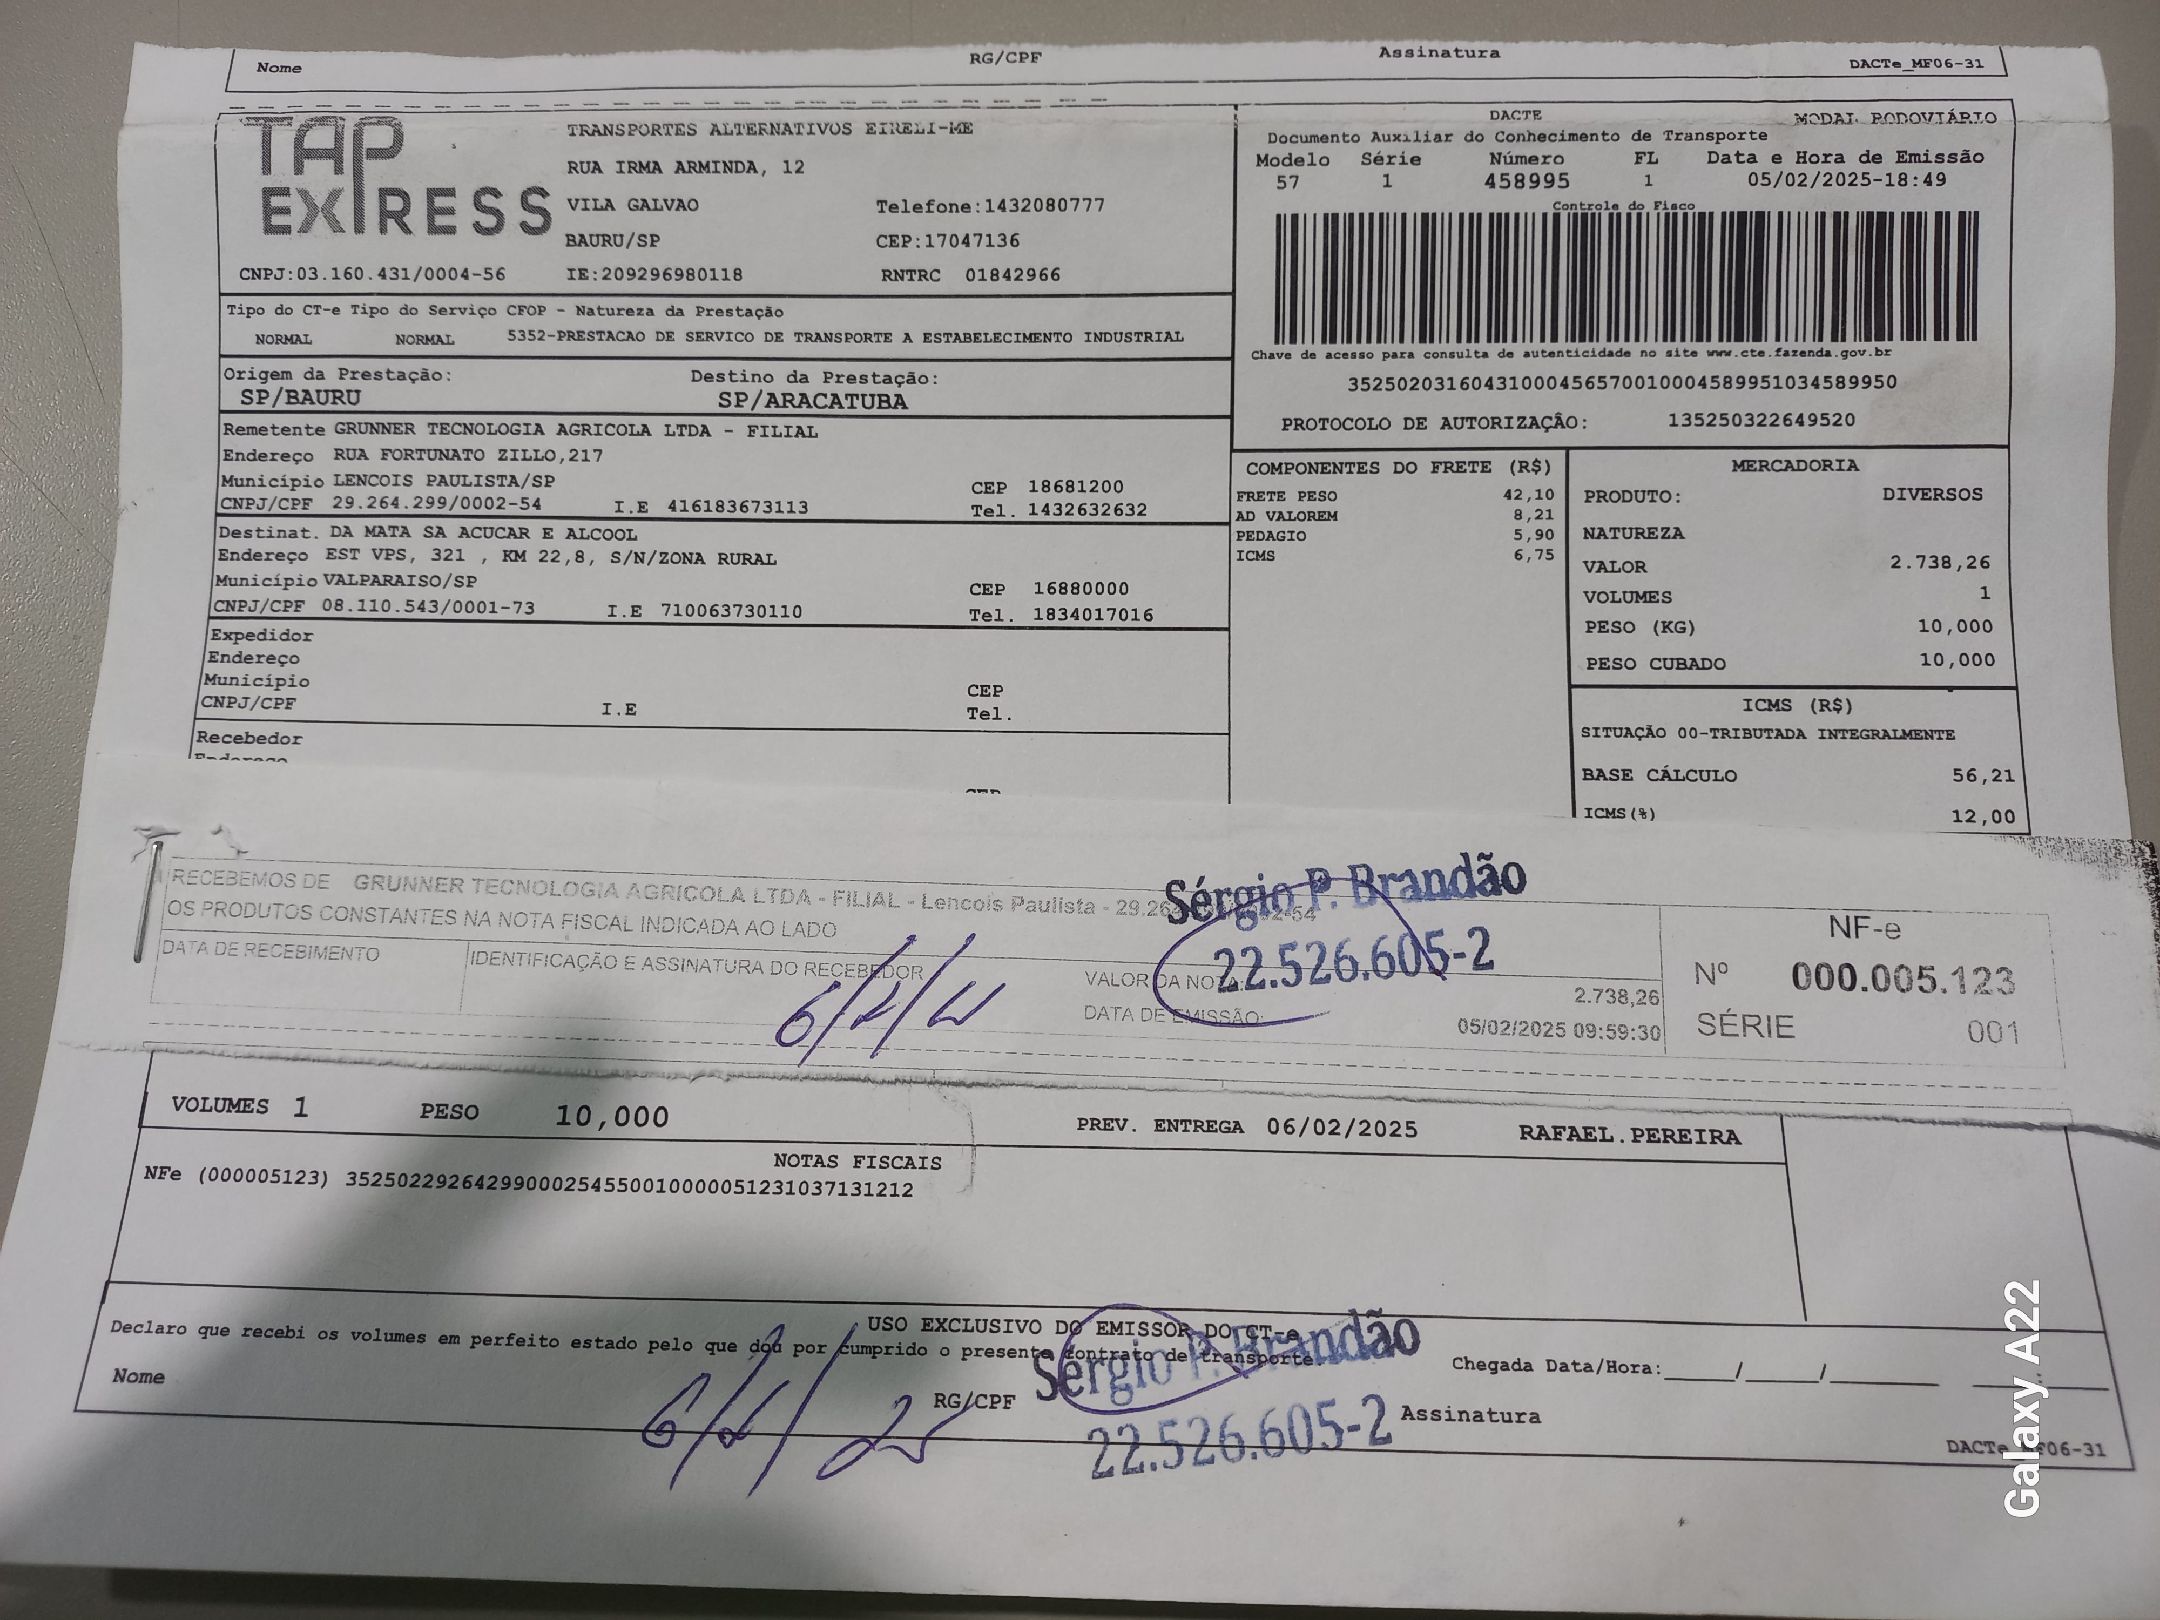 Nome RG/CPF Assinatura DACTe_MF06-31
TAP EXPRESS
TRANSPORTES ALTERNATIVOS EIRELI-ME
RUA IRMA ARMINDA, 12
VILA GALVAO Telefone:1432080777
BAURU/SP CEP:17047136
CNPJ:03.160.431/0004-56 IE:209296980118 RNTRC 01842966
DACTE MODAL RODOVIÁRIO
Documento Auxiliar do Conhecimento de Transporte
Modelo Série Número FL Data e Hora de Emissão
57 1 458995 1 05/02/2025-18:49
Controle do Fisco
Chave de acesso para consulta de autenticidade no site www.cte.fazenda.gov.br
35250203160431000456570010004589951034589950
PROTOCOLO DE AUTORIZAÇÂO: 135250322649520
Tipo do CT-e Tipo do Serviço CFOP - Natureza da Prestação
NORMAL NORMAL 5352-PRESTACAO DE SERVICO DE TRANSPORTE A ESTABELECIMENTO INDUSTRIAL
Origem da Prestação: Destino da Prestação:
SP/BAURU SP/ARACATUBA
Remetente GRUNNER TECNOLOGIA AGRICOLA LTDA - FILIAL
Endereço RUA FORTUNATO ZILLO,217
Município LENCOIS PAULISTA/SP CEP 18681200
CNPJ/CPF 29.264.299/0002-54 I.E 416183673113 Tel. 1432632632
Destinat. DA MATA SA ACUCAR E ALCOOL
Endereço EST VPS, 321 , KM 22,8, S/N/ZONA RURAL
Município VALPARAISO/SP CEP 16880000
CNPJ/CPF 08.110.543/0001-73 I.E 710063730110 Tel. 1834017016
Expedidor
Endereço
Município CEP
CNPJ/CPF I.E Tel.
Recebedor
Endereço
CEP
COMPONENTES DO FRETE (R$)
FRETE PESO 42,10
AD VALOREM 8,21
PEDAGIO 5,90
ICMS 6,75
MERCADORIA
PRODUTO: DIVERSOS
NATUREZA
VALOR 2.738,26
VOLUMES 1
PESO (KG) 10,000
PESO CUBADO 10,000
ICMS (R$)
SITUAÇÃO 00-TRIBUTADA INTEGRALMENTE
BASE CÁLCULO 56,21
ICMS(%) 12,00
RECEBEMOS DE GRUNNER TECNOLOGIA AGRICOLA LTDA - FILIAL - Lencois Paulista - 29.264 02-54
OS PRODUTOS CONSTANTES NA NOTA FISCAL INDICADA AO LADO
DATA DE RECEBIMENTO IDENTIFICAÇÃO E ASSINATURA DO RECEBEDOR
Sérgio P. Brandão
22.526.605-2
VALOR DA NOTA: 2.738,26
DATA DE EMISSÃO: 05/02/2025 09:59:30
NF-e
Nº 000.005.123
SÉRIE 001
VOLUMES 1 PESO 10,000 PREV. ENTREGA 06/02/2025 RAFAEL.PEREIRA
NOTAS FISCAIS
NFe (000005123) 35250229264299000254550010000051231037131212
USO EXCLUSIVO DO EMISSOR DO CT-e
Declaro que recebi os volumes em perfeito estado pelo que dou por cumprido o presente contrato de transporte.
Chegada Data/Hora:_____/_____/_______
Nome RG/CPF Assinatura
6/2/25
Sérgio P. Brandão
22.526.605-2
DACTe_MF06-31
Galaxy A22